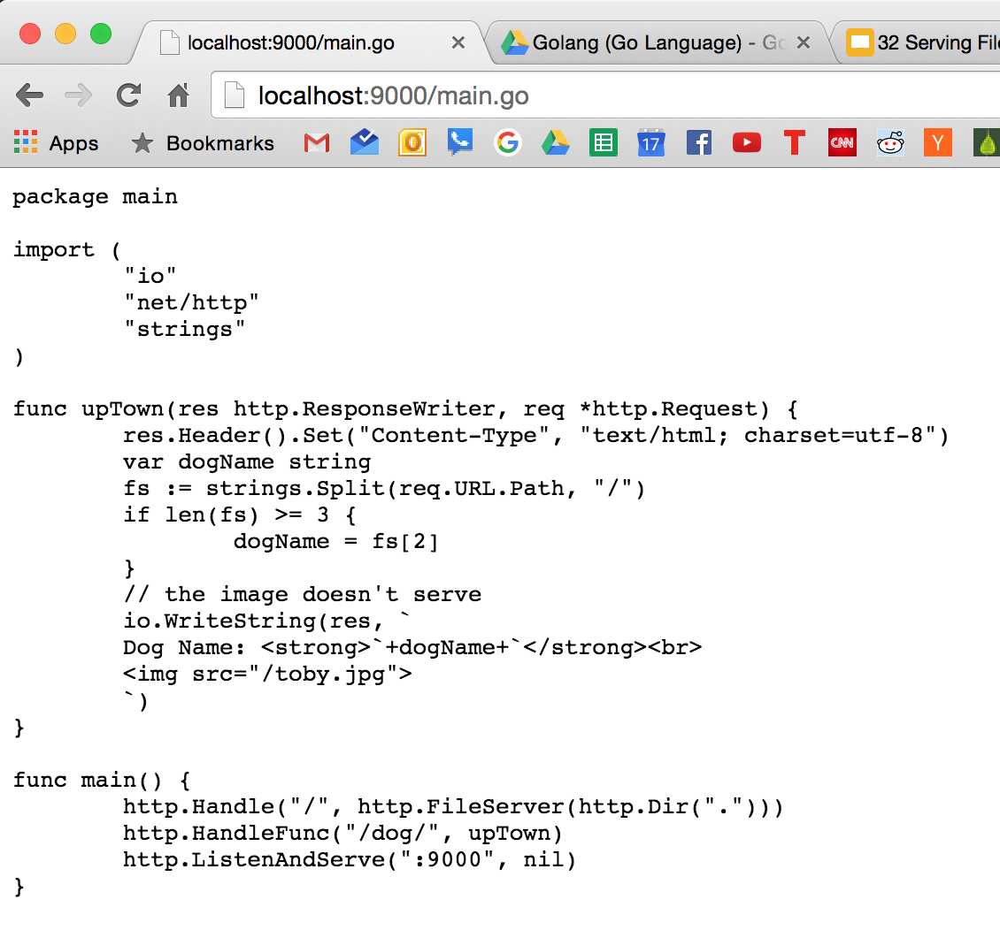 localhost:9000/main.go
Golang (Go Language) - Go
32 Serving File
localhost:9000/main.go
Apps
Bookmarks
17
CNN
Y
package main
import (
"io"
"net/http"
"strings"
)
func upTown(res http.ResponseWriter, req *http.Request) {
res.Header().Set("Content-Type", "text/html; charset=utf-8")
var dogName string
fs := strings.Split(req.URL.Path, "/")
if len(fs) >= 3 {
dogName = fs[2]
}
// the image doesn't serve
io.WriteString(res, `
Dog Name: <strong>`+dogName+`</strong><br>
<img src="/toby.jpg">
`)
}
func main() {
http.Handle("/", http.FileServer(http.Dir(".")))
http.HandleFunc("/dog/", upTown)
http.ListenAndServe(":9000", nil)
}